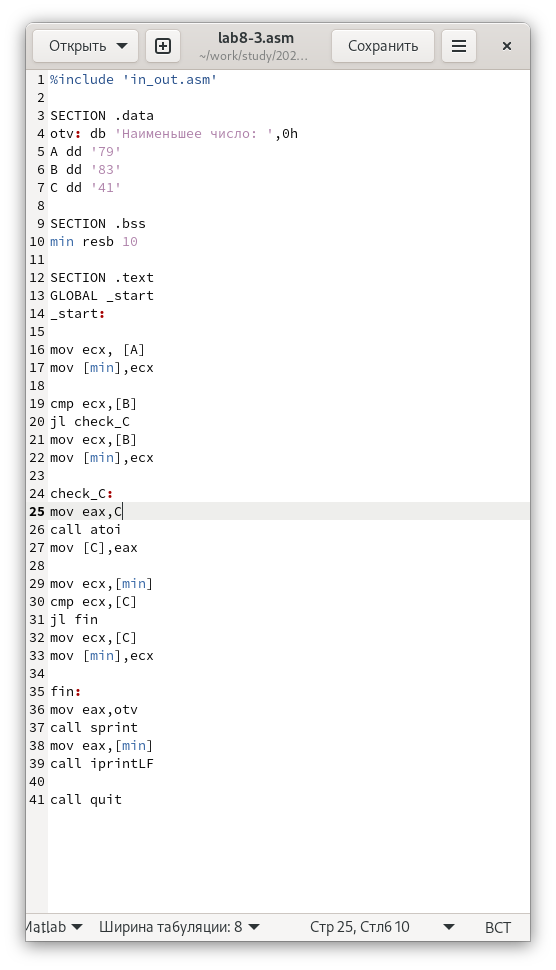 Открыть
lab8-3.asm
~/work/study/202…
Сохранить
1 %include 'in_out.asm'
2
3 SECTION .data
4 otv: db 'Наименьшее число: ',0h
5 A dd '79'
6 B dd '83'
7 C dd '41'
8
9 SECTION .bss
10 min resb 10
11
12 SECTION .text
13 GLOBAL _start
14 _start:
15
16 mov ecx, [A]
17 mov [min],ecx
18
19 cmp ecx,[B]
20 jl check_C
21 mov ecx,[B]
22 mov [min],ecx
23
24 check_C:
25 mov eax,C
26 call atoi
27 mov [C],eax
28
29 mov ecx,[min]
30 cmp ecx,[C]
31 jl fin
32 mov ecx,[C]
33 mov [min],ecx
34
35 fin:
36 mov eax,otv
37 call sprint
38 mov eax,[min]
39 call iprintLF
40
41 call quit
Matlab Ширина табуляции: 8 Стр 25, Стлб 10 ВСТ